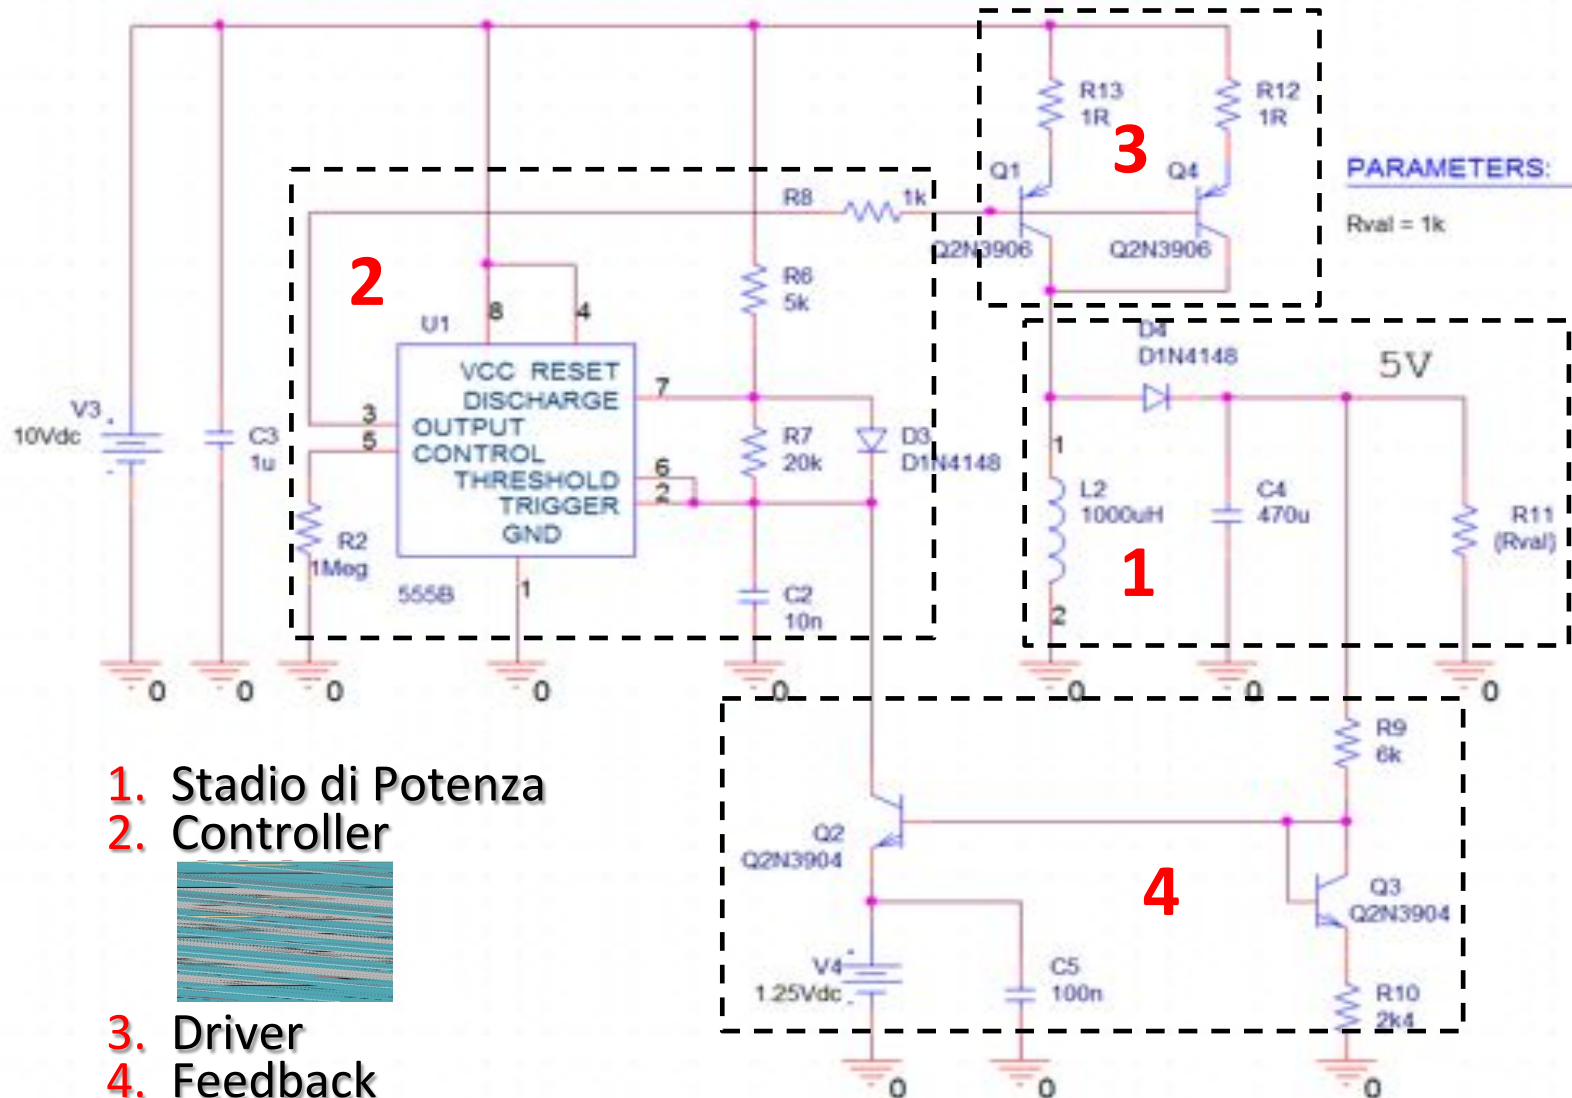 R13
1R
R12
1R
3
Q1
Q4
PARAMETERS:
R8
1k
Rval = 1k
Q2N3906
Q2N3906
2
R6
5k
8
4
U1
D4
D1N4148
5V
VCC RESET
DISCHARGE
7
V3
10Vdc
3
OUTPUT
5
CONTROL
C3
1u
R7
20k
D3
D1N4148
1
THRESHOLD
6
TRIGGER
2
GND
L2
1000uH
C4
470u
R11
(Rval)
R2
1Meg
1
555B
1
C2
10n
2
0
0
0
0
0
0
0
0
R9
6k
1. Stadio di Potenza
2. Controller
Q2
Q2N3904
4
Q3
Q2N3904
V4
1.25Vdc
C5
100n
R10
2k4
3. Driver
4. Feedback
0
0
0